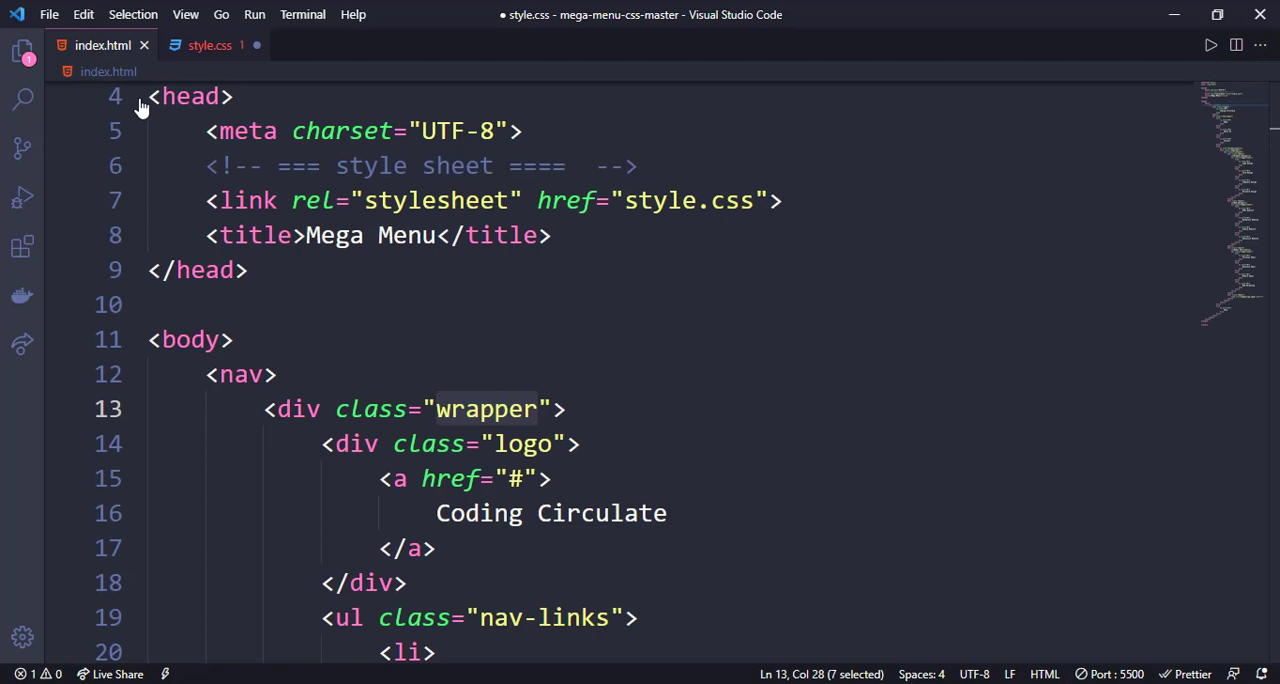 File Edit Selection View Go Run Terminal Help ● style.css - mega-menu-css-master - Visual Studio Code
index.html style.css 1
index.html
1
4 <head>
5 <meta charset="UTF-8">
6 <!-- === style sheet ==== -->
7 <link rel="stylesheet" href="style.css">
8 <title>Mega Menu</title>
9 </head>
10
11 <body>
12 <nav>
13 <div class="wrapper">
14 <div class="logo">
15 <a href="#">
16 Coding Circulate
17 </a>
18 </div>
19 <ul class="nav-links">
20 <li>
1 0 Live Share Ln 13, Col 28 (7 selected) Spaces: 4 UTF-8 LF HTML Port : 5500 Prettier